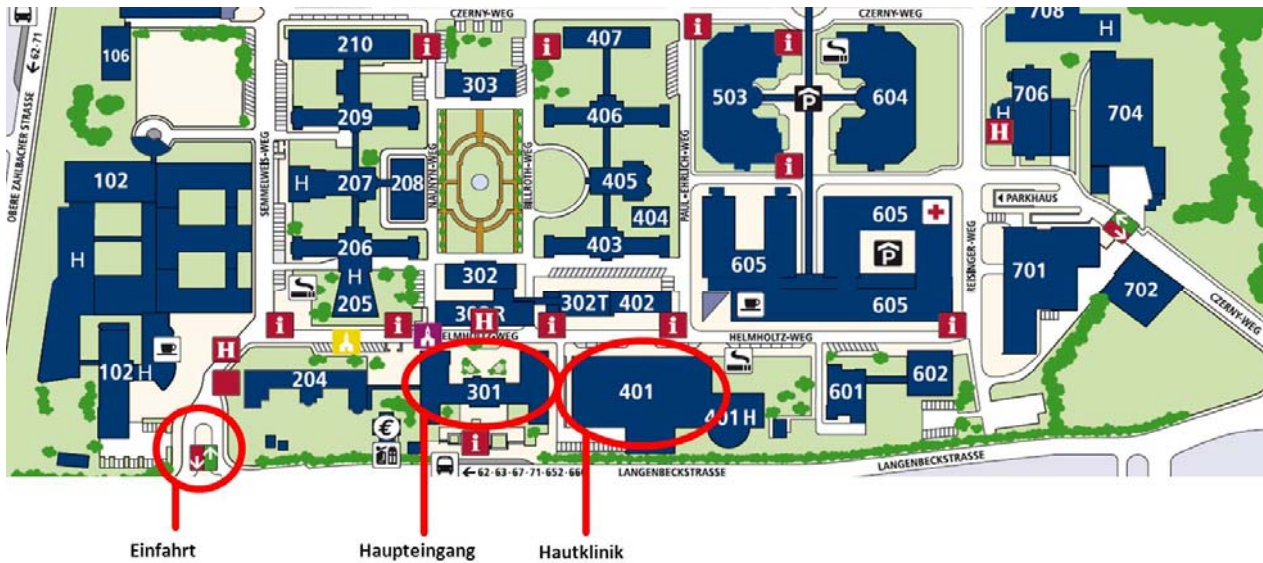 CZERNY-WEG
CZERNY-WEG
708
H
106
← 62·71
210
i
i
407
i
i
303
503
604
706
H
H
704
OBERE ZAHLBACHER STRASSE
209
406
P
SEMMELWEIS-WEG
102
H
207
208
NAUNYN-WEG
BILLROTH-WEG
405
404
PAUL-EHRLICH-WEG
i
PARKHAUS
605
H
206
403
605
P
REISINGER-WEG
701
302
205
H
302T
402
605
702
CZERNY-WEG
i
i
H
i
i
i
HELMHOLTZ-WEG
H
102
H
204
301
401
401H
601
602
€
i
← 62·63·67·71·652·660
LANGENBECKSTRASSE
LANGENBECKSTRASSE
Einfahrt
Haupteingang
Hautklinik